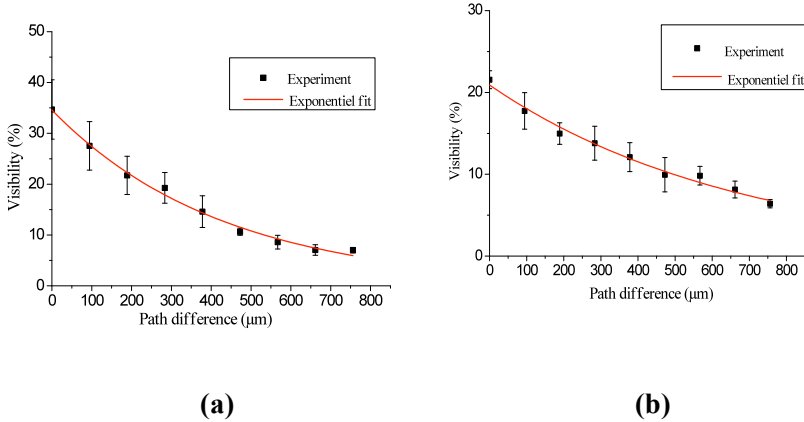 50
40
30
20
10
0
Visibility (%)
Experiment
Exponentiel fit
0 100 200 300 400 500 600 700 800
Path difference (μm)
(a)
30
20
10
0
Visibility (%)
Experiment
Exponentiel fit
0 100 200 300 400 500 600 700 800
Path difference (μm)
(b)